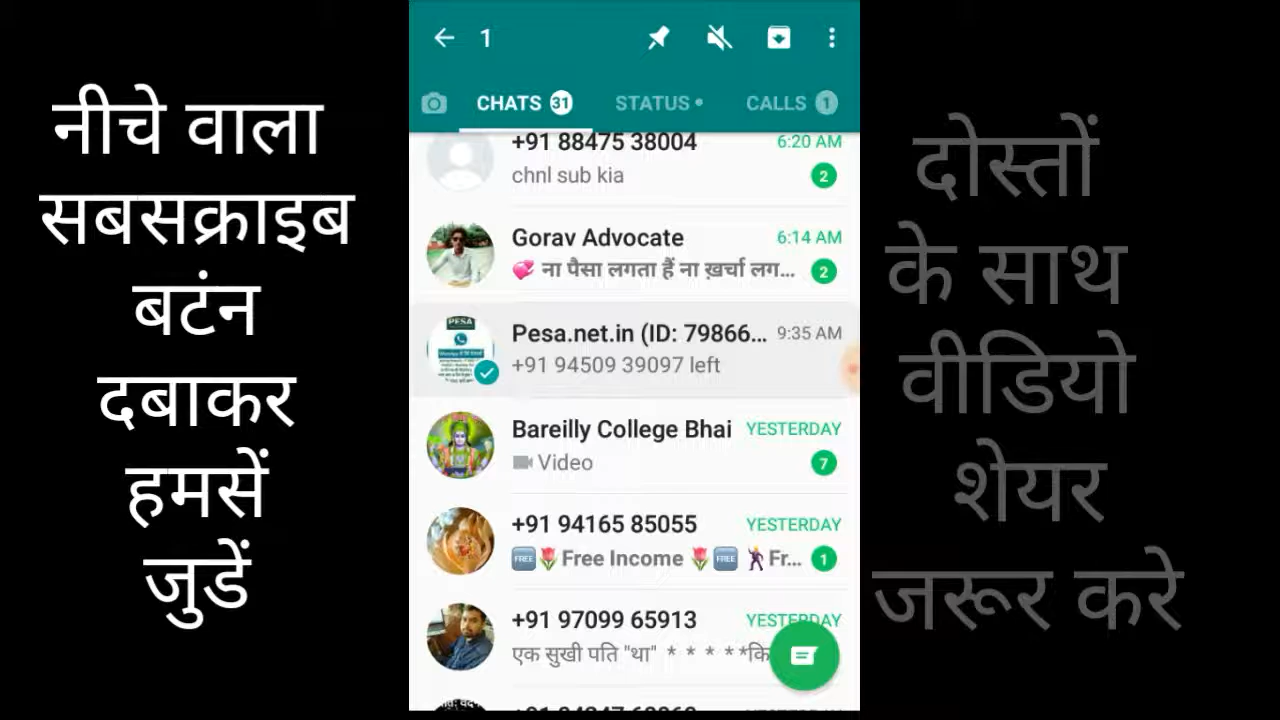 नीचे वाला
सबसक्राइब
बटंन
दबाकर
हमसें
जुडें
1
CHATS 31
STATUS
CALLS 1
+91 88475 38004
6:20 AM
chnl sub kia
2
Gorav Advocate
6:14 AM
💞 ना पैसा लगता हैं ना ख़र्चा लग...
2
PESA
Pesa.net.in (ID: 79866...
9:35 AM
+91 94509 39097 left
Bareilly College Bhai
YESTERDAY
Video
7
+91 94165 85055
YESTERDAY
🆓🌷Free Income 🌷🆓 🕺Fr...
1
+91 97099 65913
YESTERDAY
एक सुखी पति "था" * * * * *कि
दोस्तों
के साथ
वीडियो
शेयर
जरूर करे